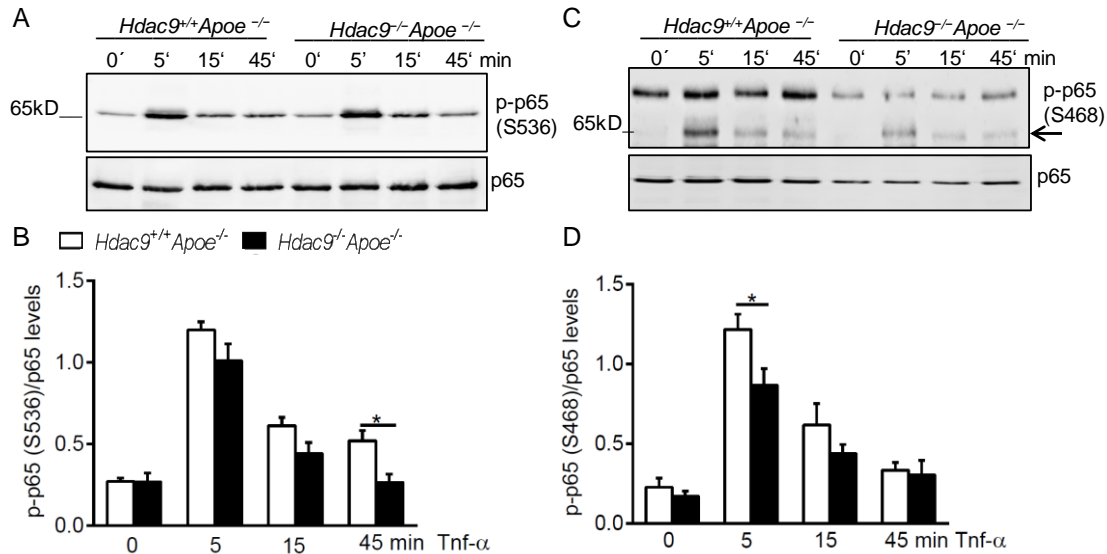 A
Hdac9+/+Apoe −/−
Hdac9−/−Apoe −/−
0´ 5’ 15‘ 45‘ 0‘ 5’ 15‘ 45‘ min
65kD
p-p65
(S536)
p65
B
Hdac9+/+Apoe-/-
Hdac9-/-Apoe-/-
p-p65 (S536)/p65 levels
1.5
1.0
0.5
0.0
*
0 5 15 45 min Tnf-α
C
Hdac9+/+Apoe −/−
Hdac9−/−Apoe −/−
0´ 5’ 15‘ 45‘ 0‘ 5’ 15‘ 45‘ min
65kD
p-p65
(S468)
p65
D
p-p65 (S468)/p65 levels
1.5
1.0
0.5
0.0
*
0 5 15 45 min Tnf-α